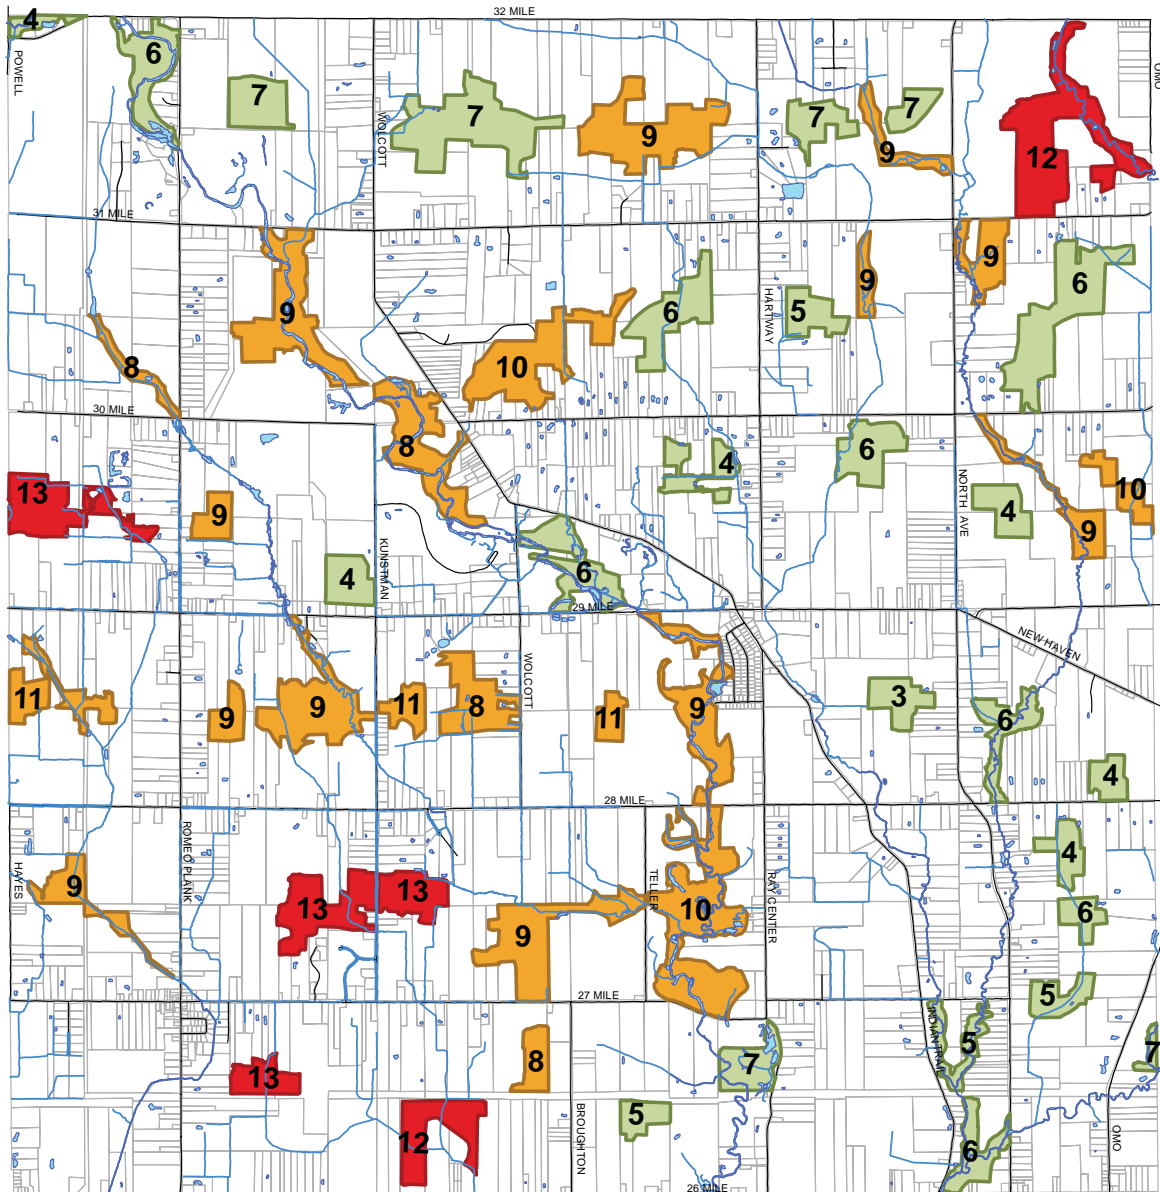 32 MILE
4
6
POWELL
7
WOLCOTT
7
9
7
7
9
12
OMO
31 MILE
9
9
9
6
6
5
HARTWAY
8
10
30 MILE
8
6
4
13
9
NORTH AVE
4
10
9
4
KUNSTMAN
6
29 MILE
NEW HAVEN
WOLCOTT
11
9
9
11
8
11
9
3
6
4
28 MILE
ROMEO PLANK
HAYES
9
13
13
TELLER
RAY CENTER
10
9
4
6
27 MILE
5
INDIAN TRAIL
5
7
8
7
13
5
BROUGHTON
12
OMO
6
26 MILE